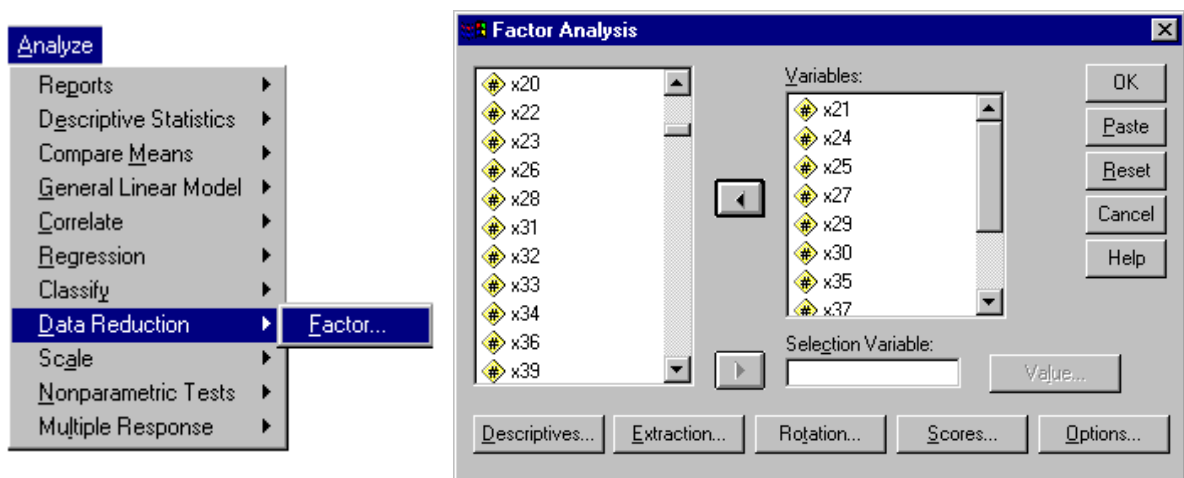 Analyze
Reports
Descriptive Statistics
Compare Means
General Linear Model
Correlate
Regression
Classify
Data Reduction
Factor...
Scale
Nonparametric Tests
Multiple Response
Factor Analysis
x20
x22
x23
x26
x28
x31
x32
x33
x34
x36
x39
Variables:
x21
x24
x25
x27
x29
x30
x35
x37
Selection Variable:
Value...
OK
Paste
Reset
Cancel
Help
Descriptives...
Extraction...
Rotation...
Scores...
Options...